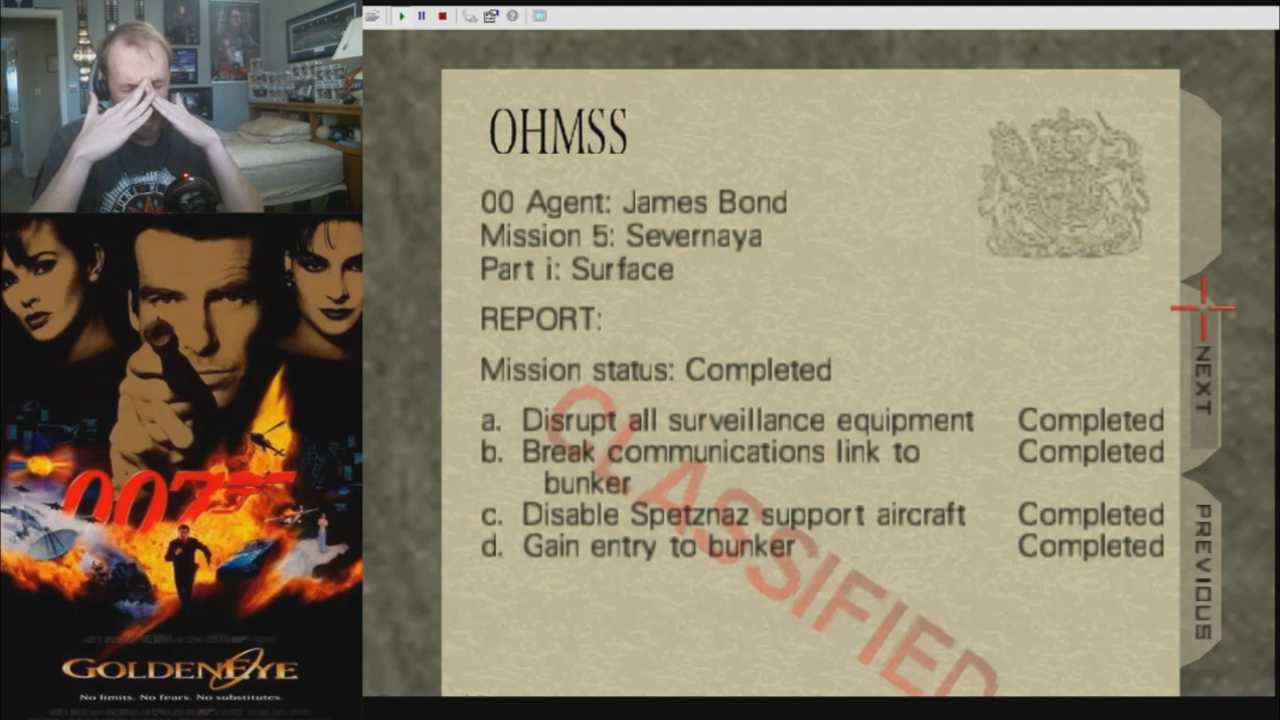 OHMSS
00 Agent: James Bond
Mission 5: Severnaya
Part i: Surface
REPORT:
Mission status: Completed
a. Disrupt all surveillance equipment Completed
b. Break communications link to Completed
bunker
c. Disable Spetznaz support aircraft Completed
d. Gain entry to bunker Completed
CLASSIFIED
NEXT
PREVIOUS
007
GOLDENEYE
No limits. No fears. No substitutes.